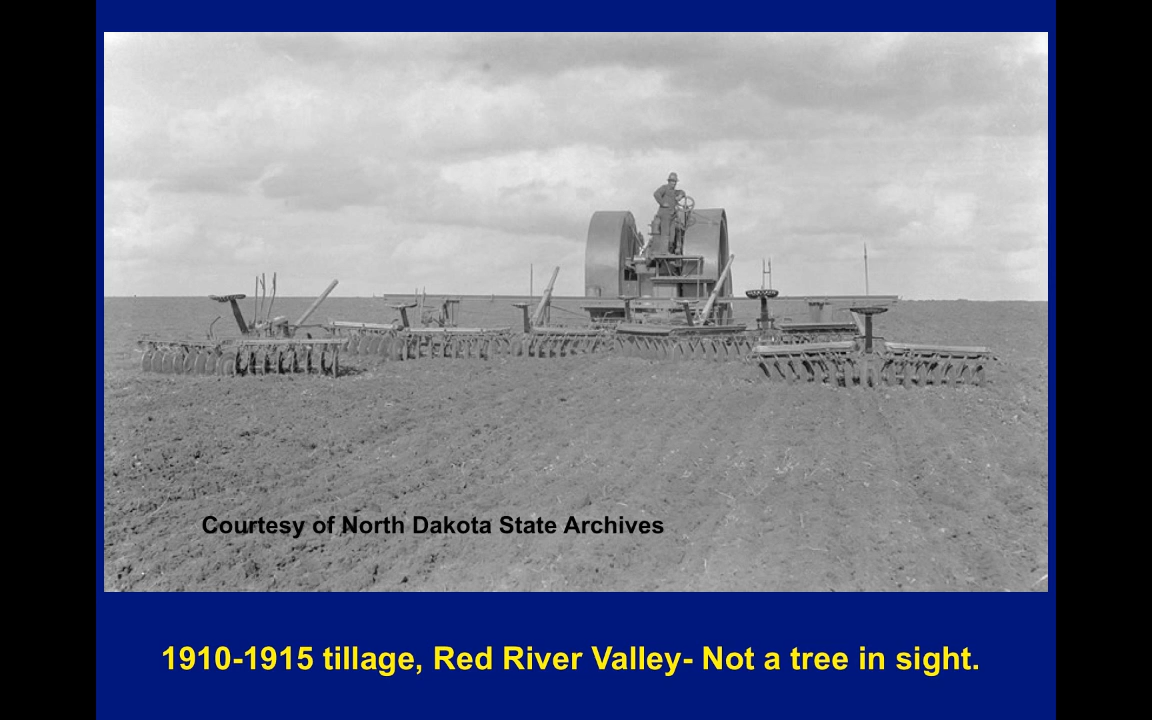 Courtesy of North Dakota State Archives
1910-1915 tillage, Red River Valley- Not a tree in sight.